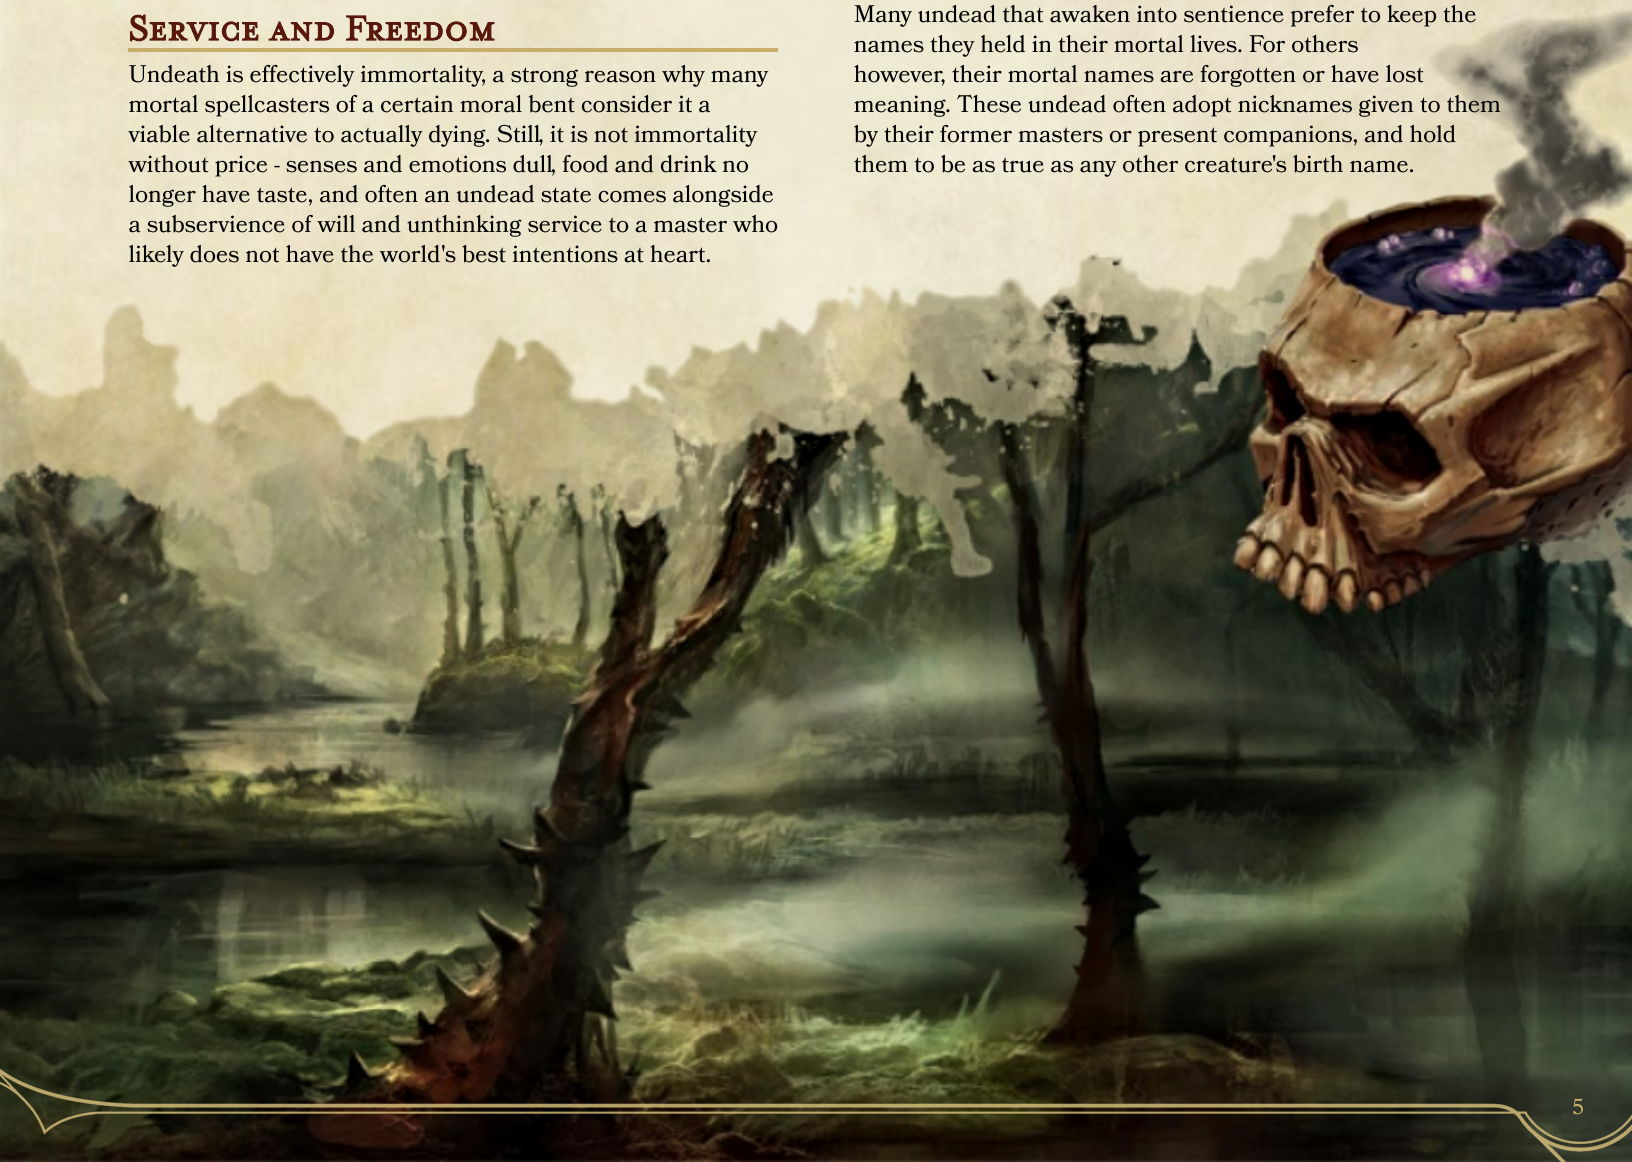 Service and Freedom
Undeath is effectively immortality, a strong reason why many
mortal spellcasters of a certain moral bent consider it a
viable alternative to actually dying. Still, it is not immortality
without price - senses and emotions dull, food and drink no
longer have taste, and often an undead state comes alongside
a subservience of will and unthinking service to a master who
likely does not have the world's best intentions at heart.
Many undead that awaken into sentience prefer to keep the
names they held in their mortal lives. For others
however, their mortal names are forgotten or have lost
meaning. These undead often adopt nicknames given to them
by their former masters or present companions, and hold
them to be as true as any other creature's birth name.
5